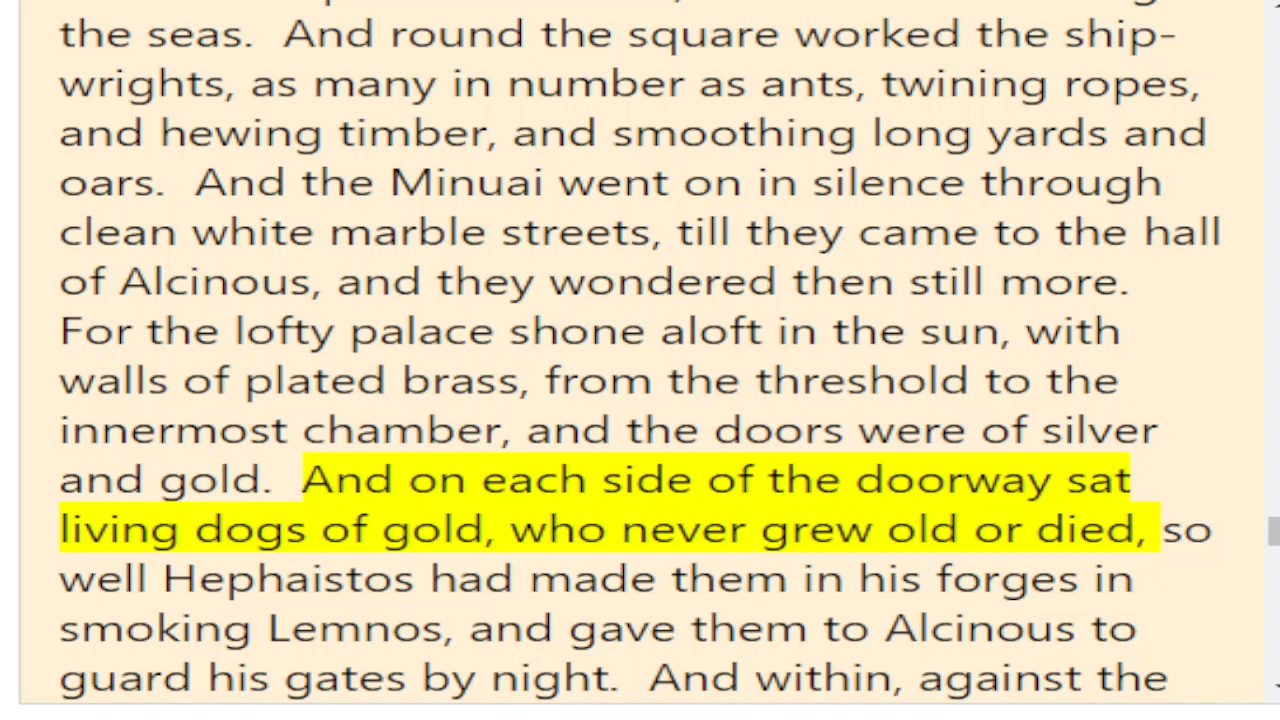 the seas.  And round the square worked the ship-
wrights, as many in number as ants, twining ropes,
and hewing timber, and smoothing long yards and
oars.  And the Minuai went on in silence through
clean white marble streets, till they came to the hall
of Alcinous, and they wondered then still more.
For the lofty palace shone aloft in the sun, with
walls of plated brass, from the threshold to the
innermost chamber, and the doors were of silver
and gold.  And on each side of the doorway sat
living dogs of gold, who never grew old or died, so
well Hephaistos had made them in his forges in
smoking Lemnos, and gave them to Alcinous to
guard his gates by night.  And within, against the